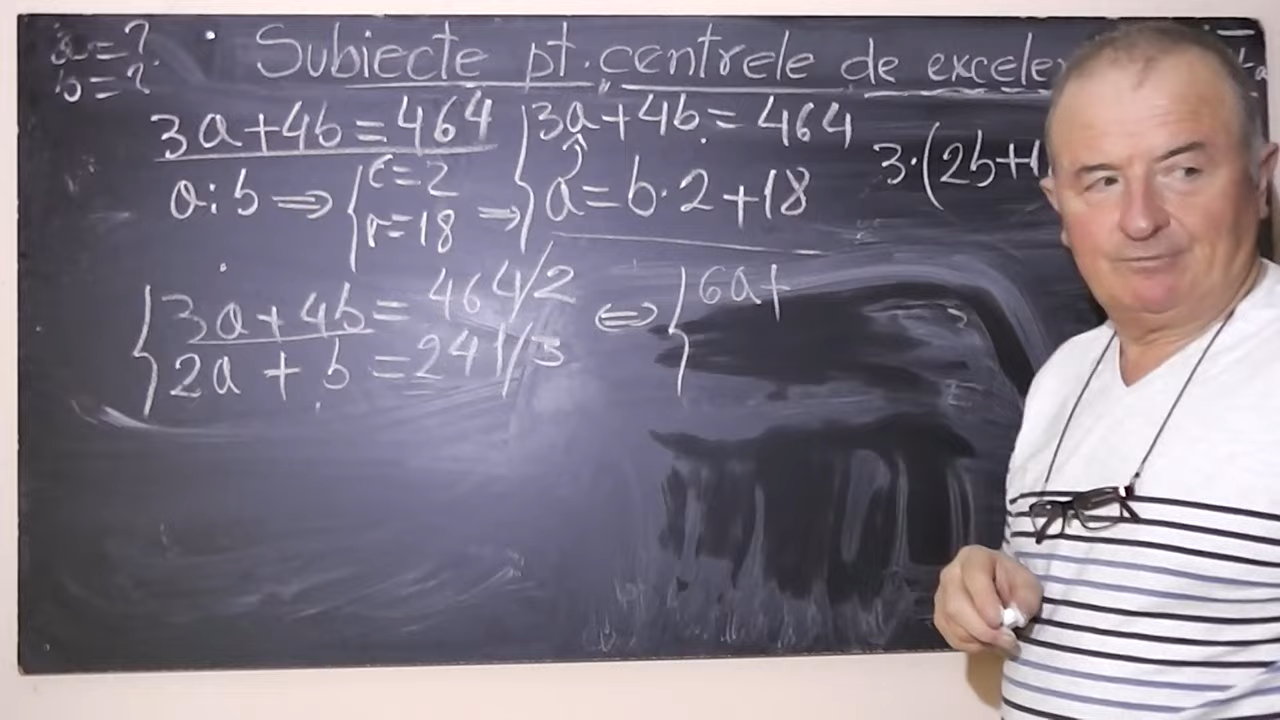 a=?
b=?
Subiecte pt. centrele de
3a+4b=464
a:b ⇒ { c=2
r=18 ⇒
{ 3a+4b=464
a=b·2+18
3·(2b+
{ 3a+4b=464/2
2a+b=241/3
⇔ { 6a+